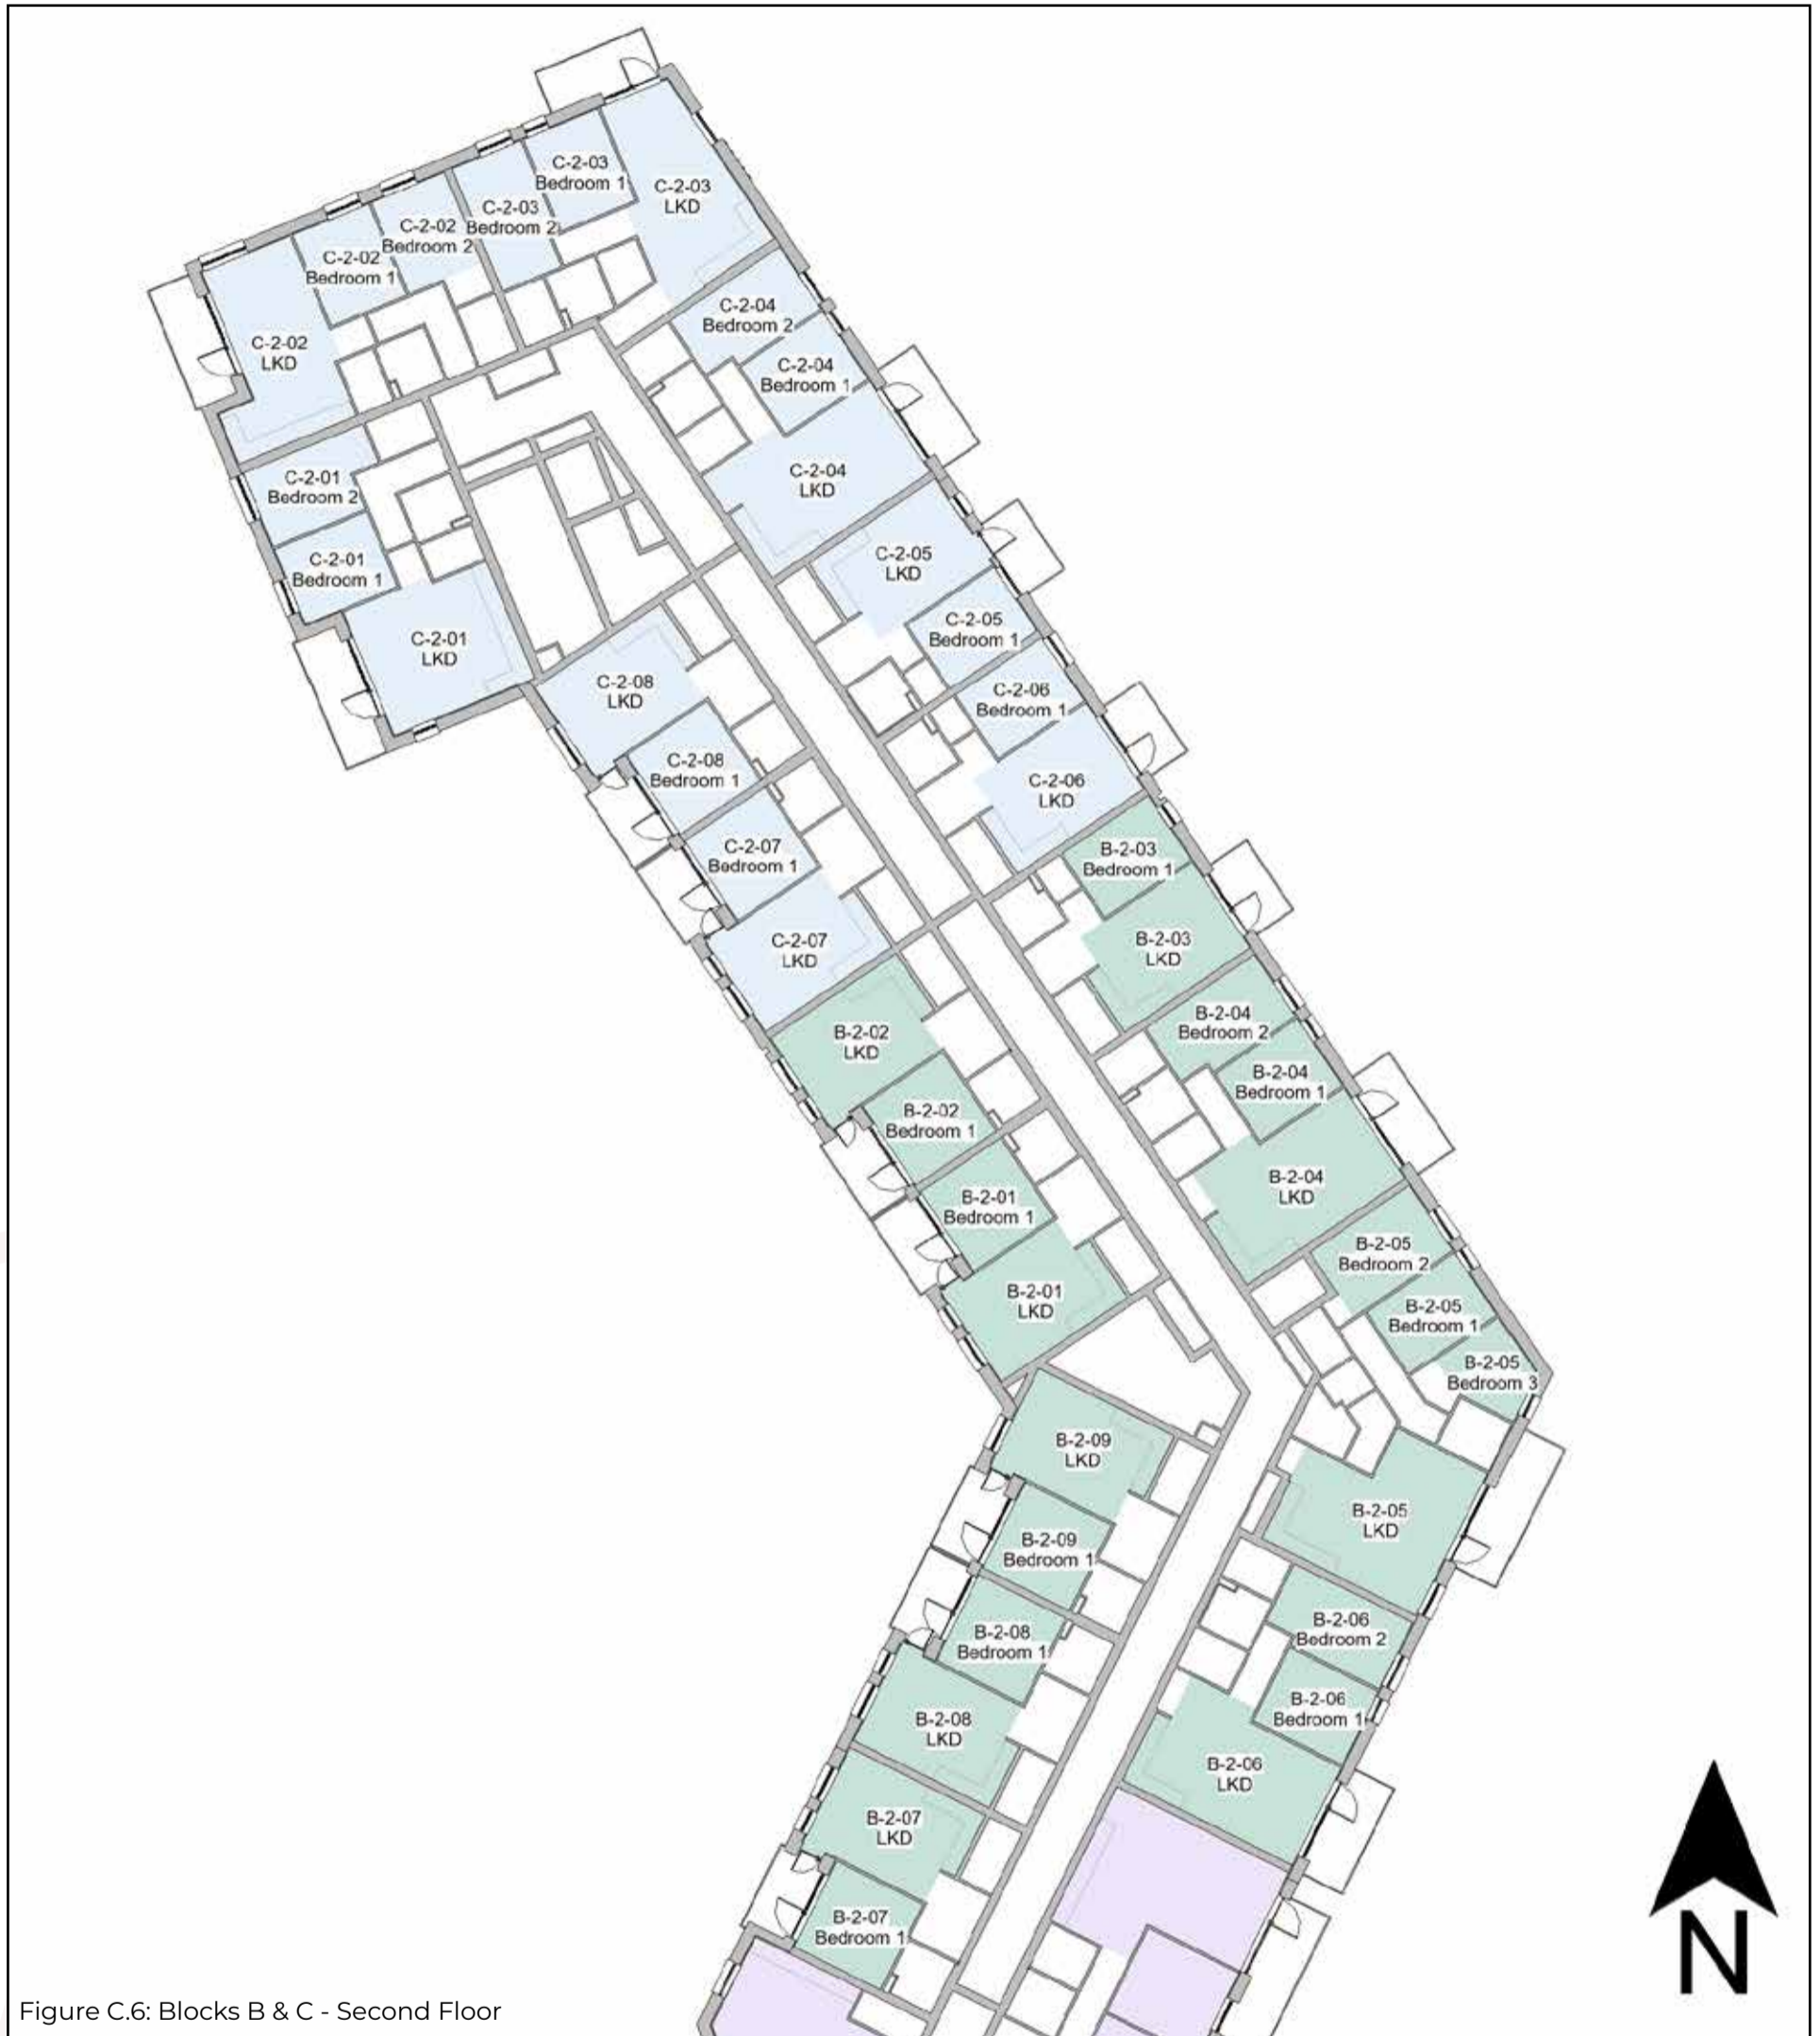 C-2-03
Bedroom 1
C-2-03
LKD
C-2-03
Bedroom 2
C-2-02
Bedroom 2
C-2-02
Bedroom 1
C-2-02
LKD
C-2-04
Bedroom 2
C-2-04
Bedroom 1
C-2-04
LKD
C-2-01
Bedroom 2
C-2-01
Bedroom 1
C-2-01
LKD
C-2-05
LKD
C-2-05
Bedroom 1
C-2-08
LKD
C-2-06
Bedroom 1
C-2-08
Bedroom 1
C-2-06
LKD
C-2-07
Bedroom 1
B-2-03
Bedroom 1
C-2-07
LKD
B-2-03
LKD
B-2-04
Bedroom 2
B-2-02
LKD
B-2-04
Bedroom 1
B-2-02
Bedroom 1
B-2-04
LKD
B-2-01
Bedroom 1
B-2-05
Bedroom 2
B-2-01
LKD
B-2-05
Bedroom 1
B-2-05
Bedroom 3
B-2-09
LKD
B-2-05
LKD
B-2-09
Bedroom 1
B-2-06
Bedroom 2
B-2-08
Bedroom 1
B-2-06
Bedroom 1
B-2-08
LKD
B-2-06
LKD
B-2-07
LKD
B-2-07
Bedroom 1
N
Figure C.6: Blocks B & C - Second Floor